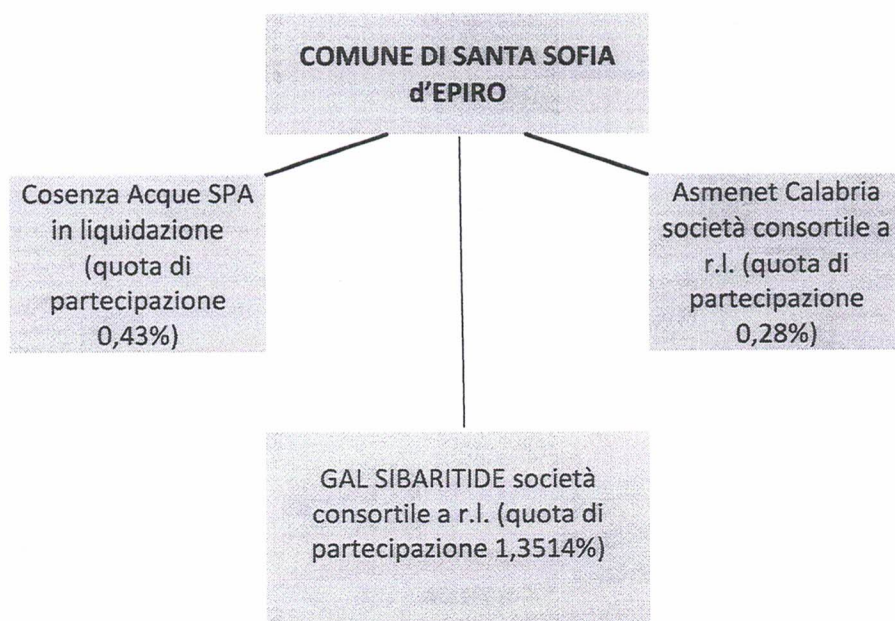 COMUNE DI SANTA SOFIA
d'EPIRO
Cosenza Acque SPA
in liquidazione
(quota di
partecipazione
0,43%)
Asmenet Calabria
società consortile a
r.l. (quota di
partecipazione
0,28%)
GAL SIBARITIDE società
consortile a r.l. (quota di
partecipazione 1,3514%)